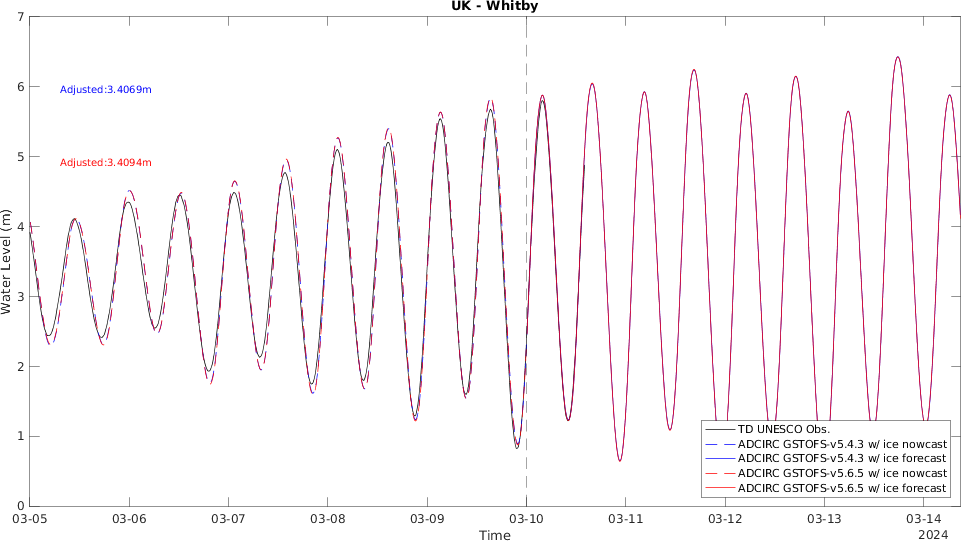 UK - Whitby
7
6
5
4
3
2
1
0
Water Level (m)
Adjusted:3.4069m
Adjusted:3.4094m
TD UNESCO Obs.
ADCIRC GSTOFS-v5.4.3 w/ ice nowcast
ADCIRC GSTOFS-v5.4.3 w/ ice forecast
ADCIRC GSTOFS-v5.6.5 w/ ice nowcast
ADCIRC GSTOFS-v5.6.5 w/ ice forecast
03-05 03-06 03-07 03-08 03-09 03-10 03-11 03-12 03-13 03-14
Time
2024